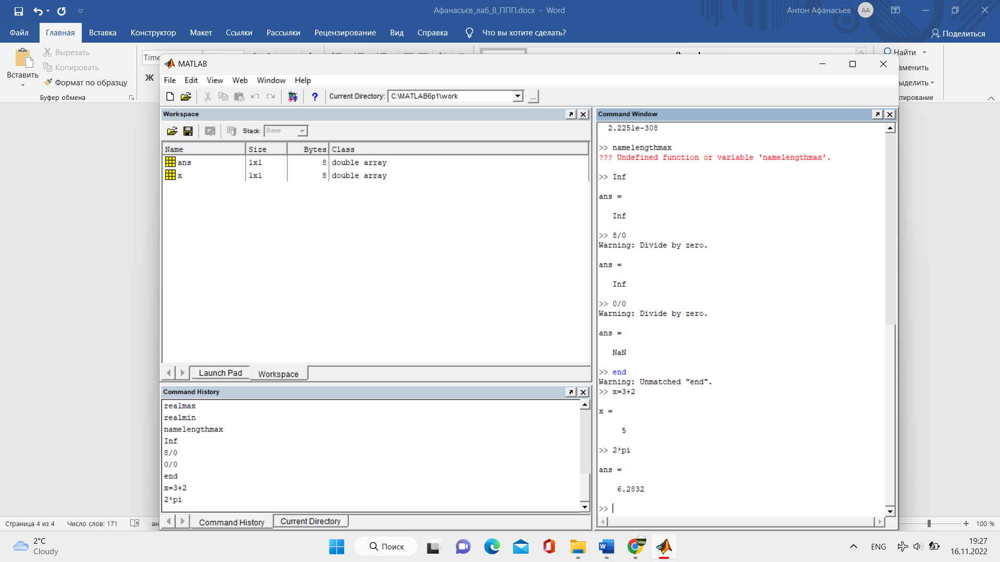 Афанасьєв_лаб_8_ППП.docx - Word
Антон Афанасьев
АА
Файл Главная Вставка Конструктор Макет Ссылки Рассылки Рецензирование Вид Справка Что вы хотите сделать? Поделиться
Вставить
Вырезать
Копировать
Формат по образцу
Буфер обмена
Time
Ж
Найти
аменить
ыделить
ктирование
MATLAB
File Edit View Web Window Help
Current Directory: C:\MATLAB6p1\work ...
Workspace
Stack: Base
Name Size Bytes Class
ans 1x1 8 double array
x 1x1 8 double array
Launch Pad Workspace
Command History
realmax
realmin
namelengthmax
Inf
8/0
0/0
end
x=3+2
2*pi
Command History Current Directory
Command Window
2.2251e-308
>> namelengthmax
??? Undefined function or variable 'namelengthmax'.
>> Inf
ans =
Inf
>> 8/0
Warning: Divide by zero.
ans =
Inf
>> 0/0
Warning: Divide by zero.
ans =
NaN
>> end
Warning: Unmatched "end".
>> x=3+2
x =
5
>> 2*pi
ans =
6.2832
>>
Страница 4 из 4 Число слов: 171 ан
100 %
2°C
Cloudy
Поиск
ENG
19:27
16.11.2022